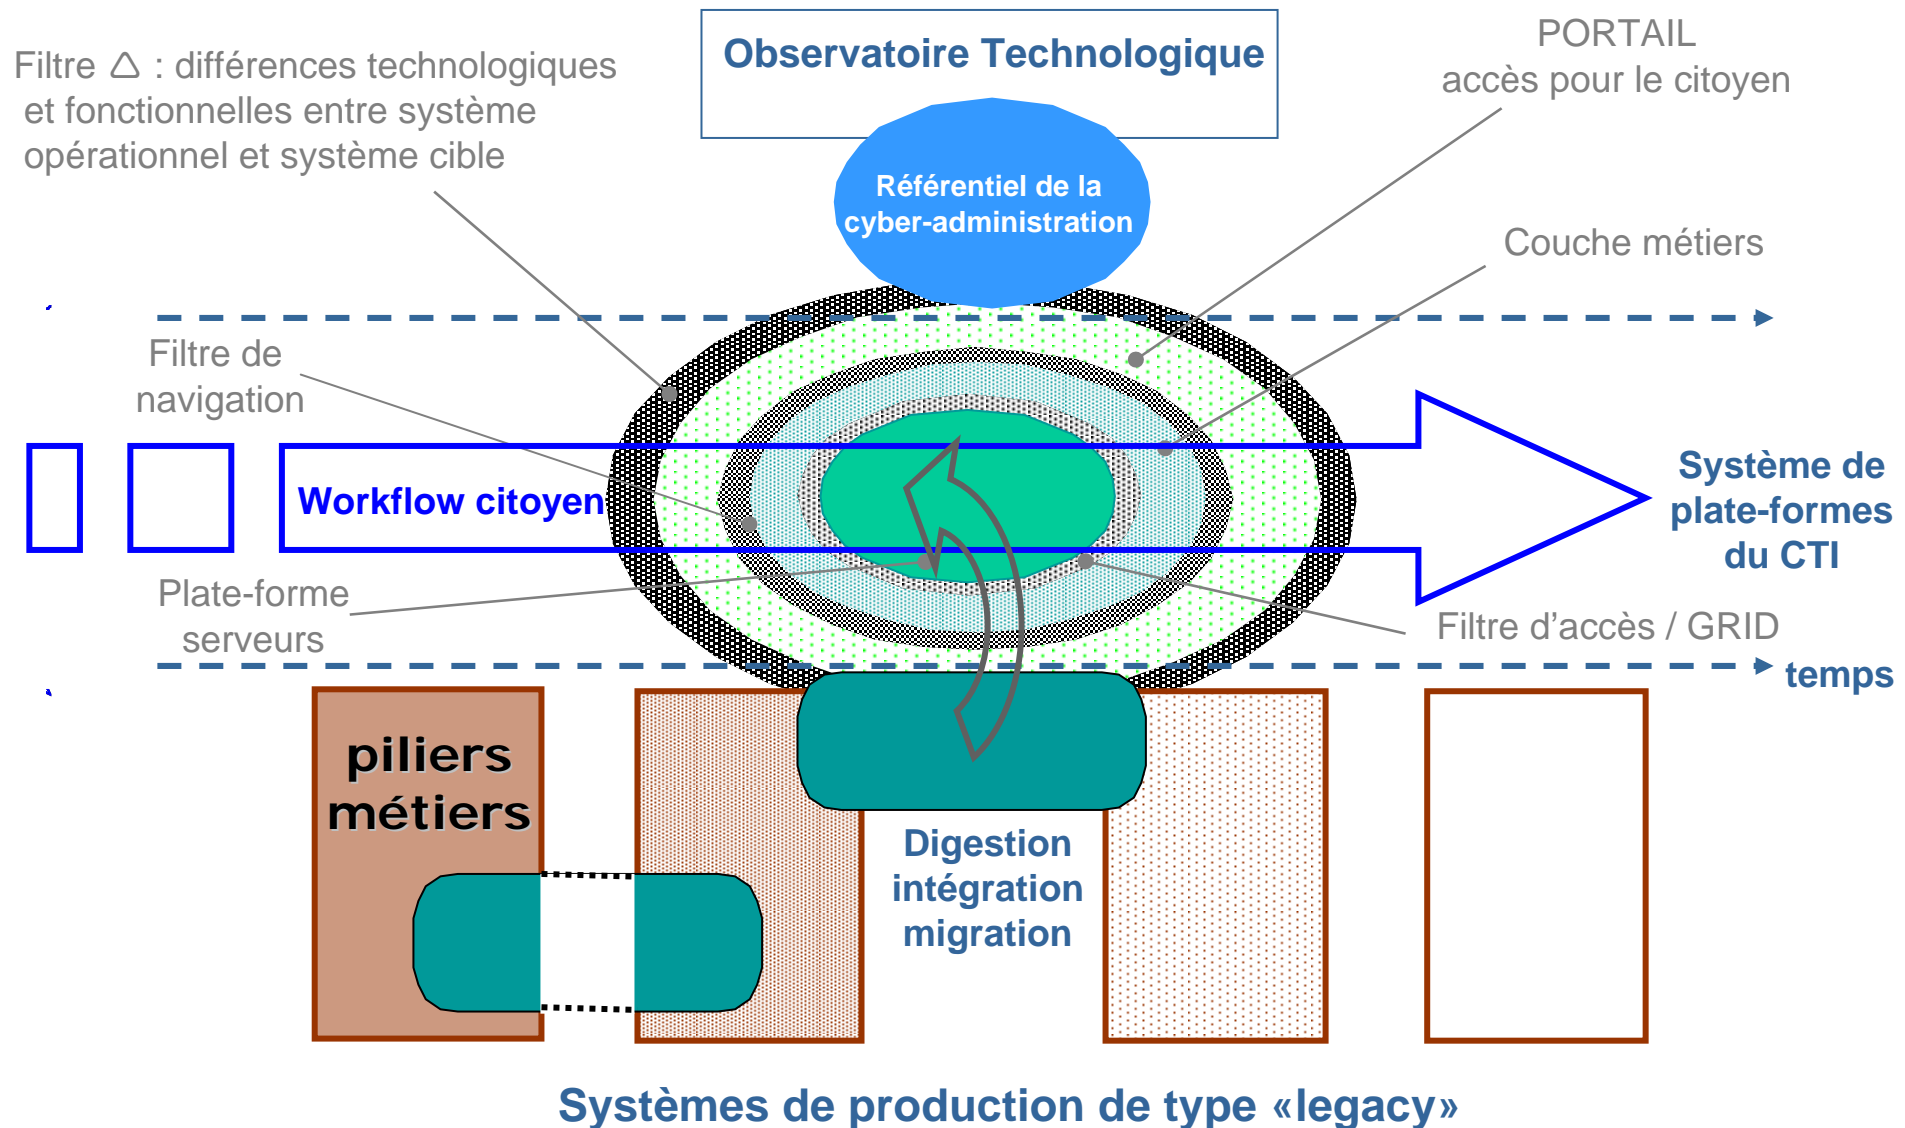 Observatoire Technologique
PORTAIL
accès pour le citoyen
Filtre △ : différences technologiques
et fonctionnelles entre système
opérationnel et système cible
Référentiel de la
cyber-administration
Couche métiers
Filtre de
navigation
Workflow citoyen
Système de
plate-formes
du CTI
Plate-forme
serveurs
Filtre d’accès / GRID
temps
piliers
métiers
Digestion
intégration
migration
Systèmes de production de type «legacy»